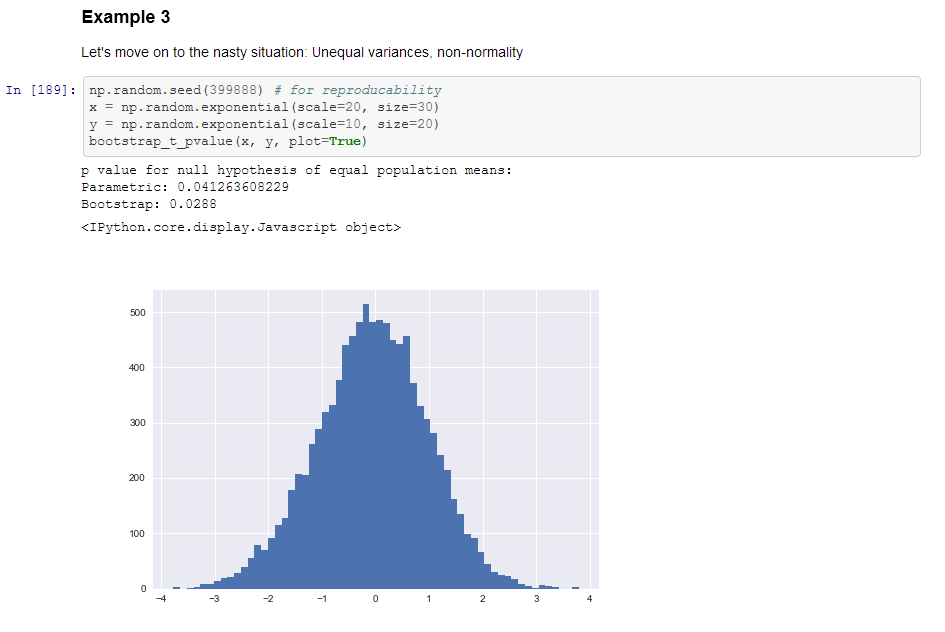 Example 3
Let's move on to the nasty situation: Unequal variances, non-normality
In [189]: np.random.seed(399888) # for reproducability
x = np.random.exponential(scale=20, size=30)
y = np.random.exponential(scale=10, size=20)
bootstrap_t_pvalue(x, y, plot=True)
p value for null hypothesis of equal population means:
Parametric: 0.041263608229
Bootstrap: 0.0288
<IPython.core.display.Javascript object>
500
400
300
200
100
0
−4 −3 −2 −1 0 1 2 3 4